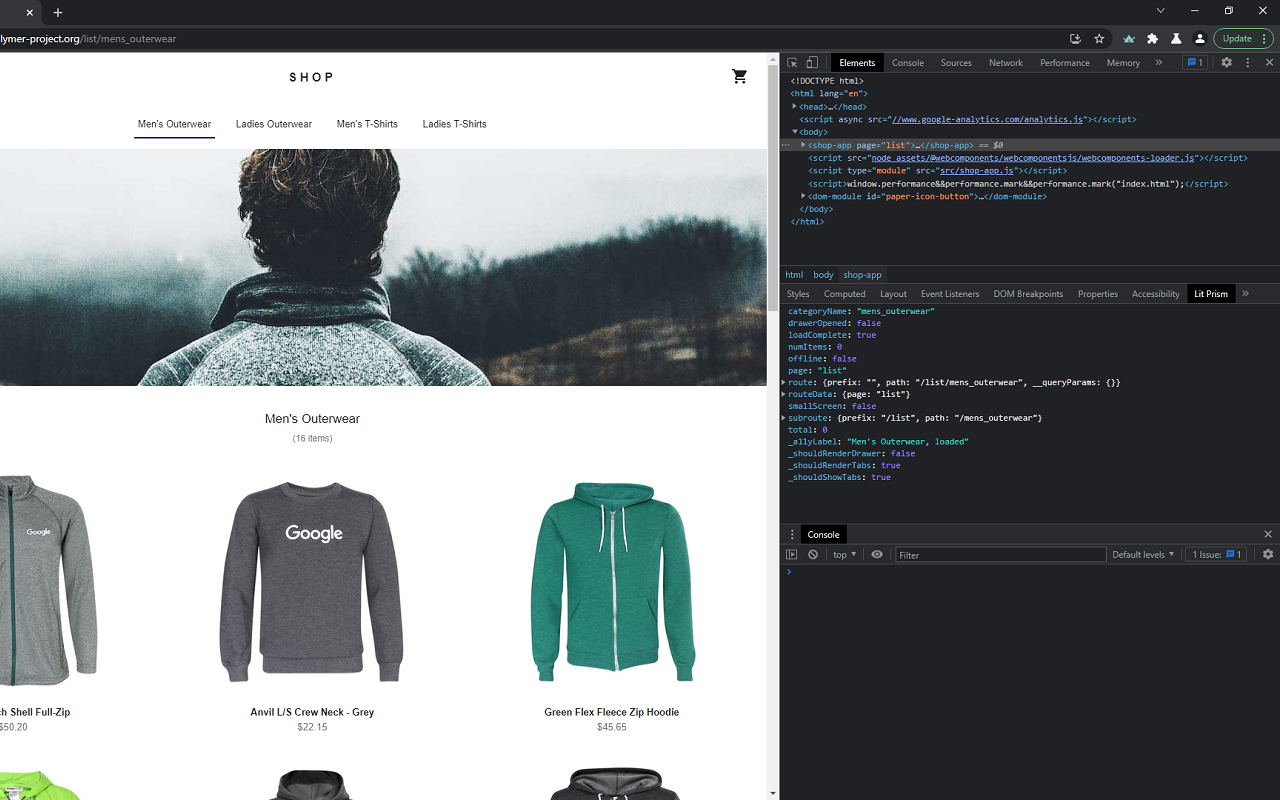 lymer-project.org/list/mens_outerwear
Update
SHOP
Men's Outerwear Ladies Outerwear Men's T-Shirts Ladies T-Shirts
Men's Outerwear
(16 items)
Google
Google
ch Shell Full-Zip
$50.20
Anvil L/S Crew Neck - Grey
$22.15
Green Flex Fleece Zip Hoodie
$45.65
Elements Console Sources Network Performance Memory » 1
<!DOCTYPE html>
<html lang="en">
<head>…</head>
<script async src="//www.google-analytics.com/analytics.js"></script>
<body>
<shop-app page="list">…</shop-app> == $0
<script src="node_assets/@webcomponents/webcomponentsjs/webcomponents-loader.js"></script>
<script type="module" src="src/shop-app.js"></script>
<script>window.performance&&performance.mark&&performance.mark("index.html");</script>
<dom-module id="paper-icon-button">…</dom-module>
</body>
</html>
html body shop-app
Styles Computed Layout Event Listeners DOM Breakpoints Properties Accessibility Lit Prism »
categoryName: "mens_outerwear"
drawerOpened: false
loadComplete: true
numItems: 0
offline: false
page: "list"
route: {prefix: "", path: "/list/mens_outerwear", __queryParams: {}}
routeData: {page: "list"}
smallScreen: false
subroute: {prefix: "/list", path: "/mens_outerwear"}
total: 0
_a11yLabel: "Men's Outerwear, loaded"
_shouldRenderDrawer: false
_shouldRenderTabs: true
_shouldShowTabs: true
Console
top Filter Default levels 1 Issue: 1